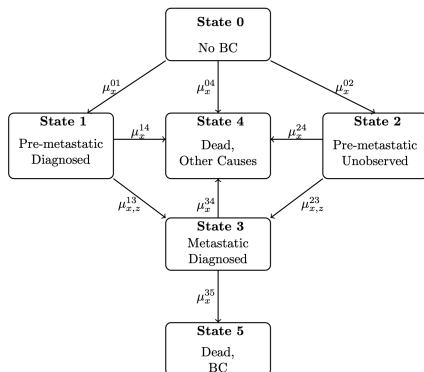 State 0
No BC
μ_x^{01}
μ_x^{04}
μ_x^{02}
State 1
Pre-metastatic
Diagnosed
μ_x^{14}
State 4
Dead,
Other Causes
μ_x^{24}
State 2
Pre-metastatic
Unobserved
μ_{x,z}^{13}
μ_x^{34}
μ_{x,z}^{23}
State 3
Metastatic
Diagnosed
μ_x^{35}
State 5
Dead,
BC